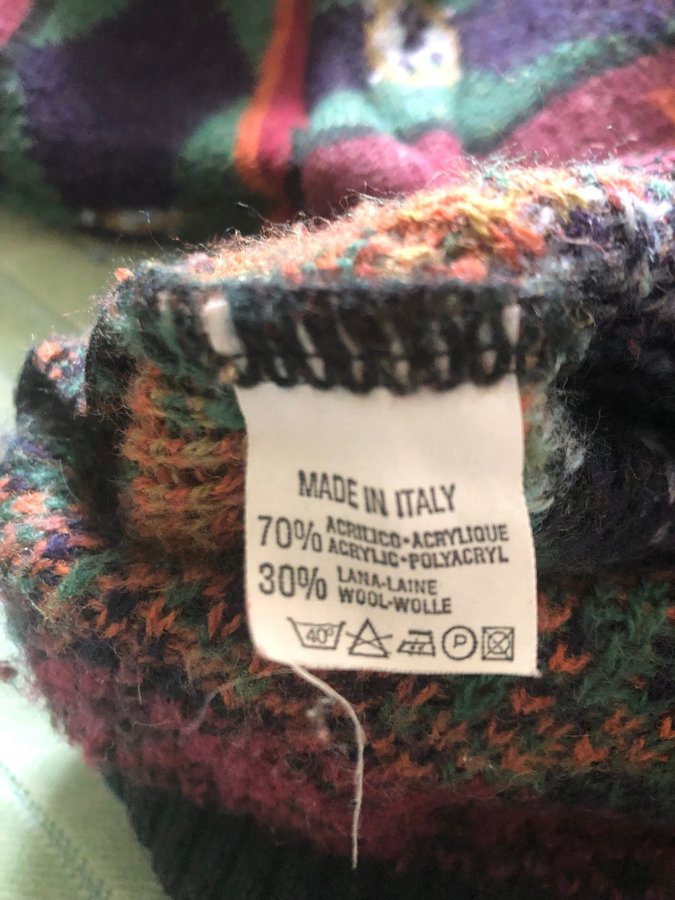 MADE IN ITALY
70% ACRILICO-ACRYLIQUE
ACRYLIC-POLYACRYL
30% LANA-LAINE
WOOL-WOLLE
40° P